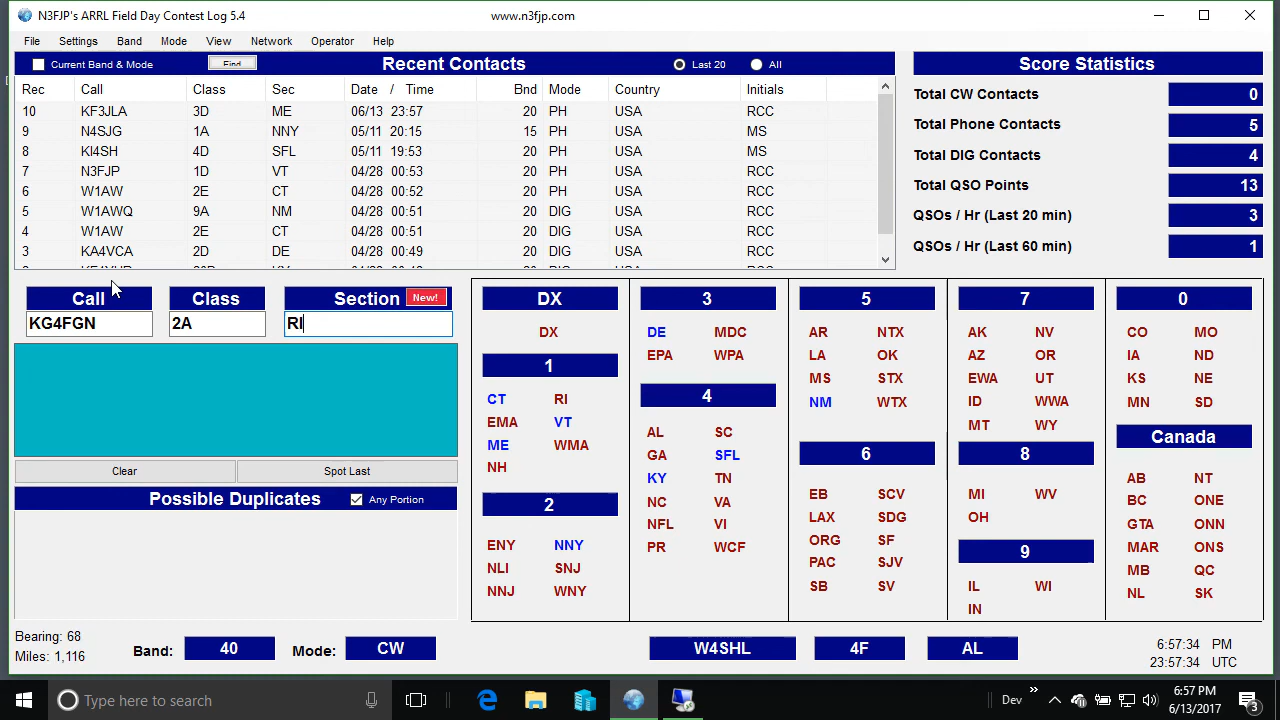 N3FJP's ARRL Field Day Contest Log 5.4 www.n3fjp.com
File Settings Band Mode View Network Operator Help
Current Band & Mode Find Recent Contacts Last 20 All
Rec Call Class Sec Date / Time Bnd Mode Country Initials
10 KF3JLA 3D ME 06/13 23:57 20 PH USA RCC
9 N4SJG 1A NNY 05/11 20:15 15 PH USA MS
8 KI4SH 4D SFL 05/11 19:53 20 PH USA MS
7 N3FJP 1D VT 04/28 00:53 20 PH USA RCC
6 W1AW 2E CT 04/28 00:52 20 PH USA RCC
5 W1AWQ 9A NM 04/28 00:51 20 DIG USA RCC
4 W1AW 2E CT 04/28 00:51 20 DIG USA RCC
3 KA4VCA 2D DE 04/28 00:49 20 DIG USA RCC
Score Statistics
Total CW Contacts 0
Total Phone Contacts 5
Total DIG Contacts 4
Total QSO Points 13
QSOs / Hr (Last 20 min) 3
QSOs / Hr (Last 60 min) 1
Call Class Section New!
KG4FGN 2A RI
Clear Spot Last
Possible Duplicates Any Portion
DX
DX
1
CT RI
EMA VT
ME WMA
NH
2
ENY NNY
NLI SNJ
NNJ WNY
3
DE MDC
EPA WPA
4
AL SC
GA SFL
KY TN
NC VA
NFL VI
PR WCF
5
AR NTX
LA OK
MS STX
NM WTX
6
EB SCV
LAX SDG
ORG SF
PAC SJV
SB SV
7
AK NV
AZ OR
EWA UT
ID WWA
MT WY
8
MI WV
OH
9
IL WI
IN
0
CO MO
IA ND
KS NE
MN SD
Canada
AB NT
BC ONE
GTA ONN
MAR ONS
MB QC
NL SK
Bearing: 68
Miles: 1,116
Band: 40 Mode: CW W4SHL 4F AL
6:57:34 PM
23:57:34 UTC
Type here to search
Dev
6:57 PM
6/13/2017
3